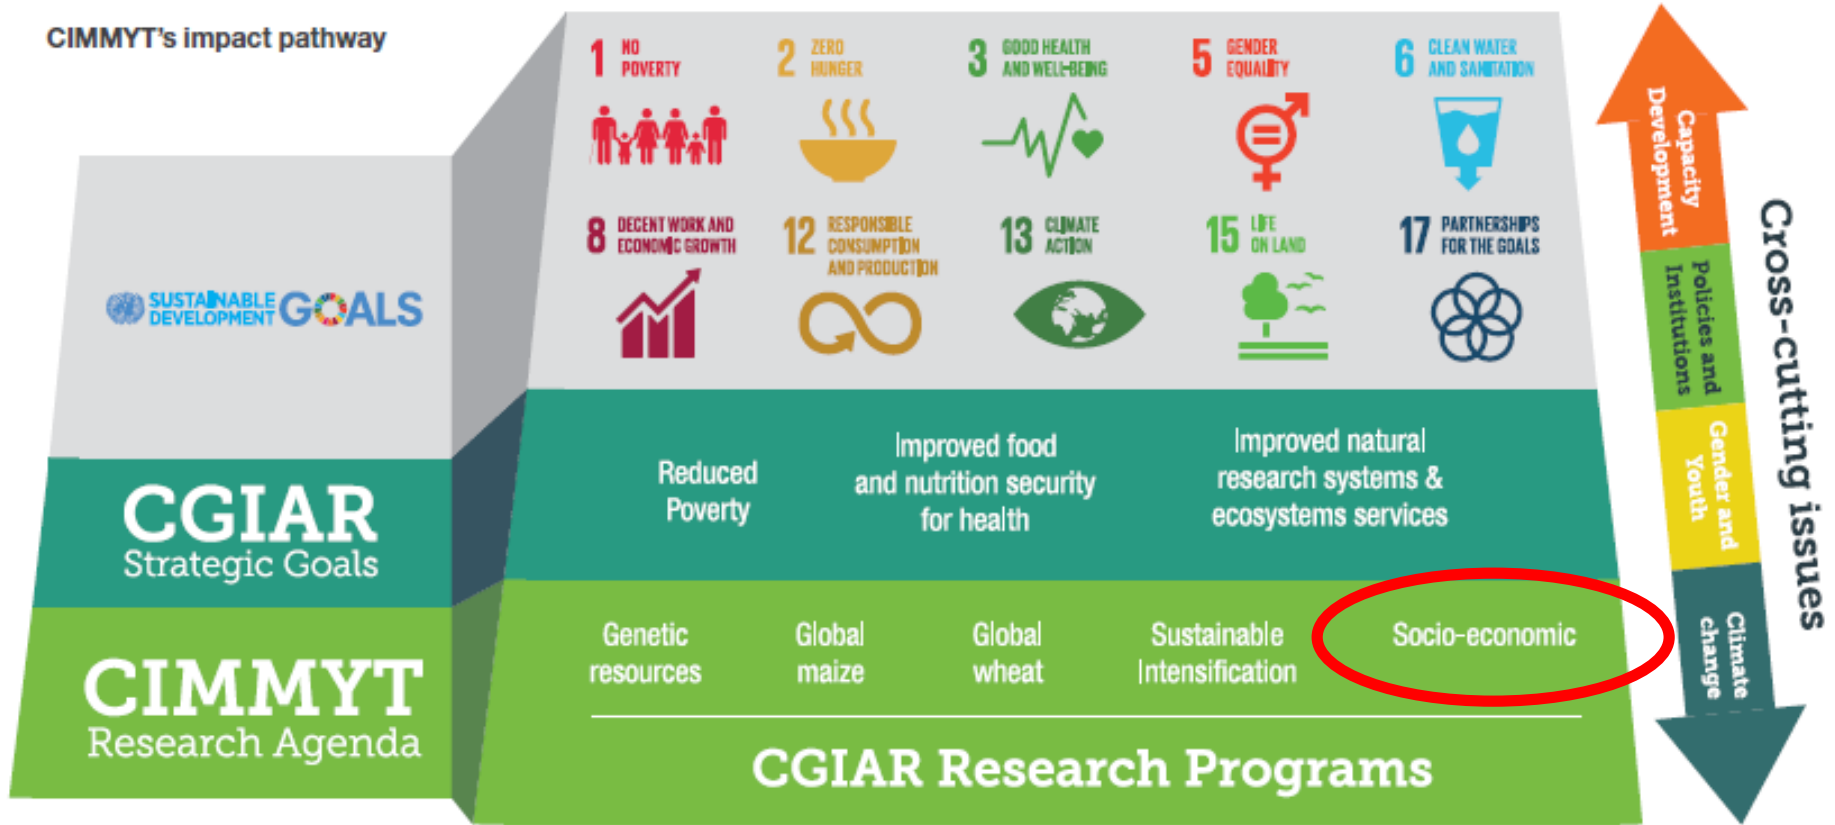 CIMMYT's impact pathway
1 NO
POVERTY
2 ZERO
HUNGER
3 GOOD HEALTH
AND WELL-BEING
5 GENDER
EQUALITY
6 CLEAN WATER
AND SANITATION
8 DECENT WORK AND
ECONOMIC GROWTH
12 RESPONSIBLE
CONSUMPTION
AND PRODUCTION
13 CLIMATE
ACTION
15 LIFE
ON LAND
17 PARTNERSHIPS
FOR THE GOALS
SUSTAINABLE
DEVELOPMENT GOALS
CGIAR
Strategic Goals
Reduced
Poverty
Improved food
and nutrition security
for health
Improved natural
research systems &
ecosystems services
CIMMYT
Research Agenda
Genetic
resources
Global
maize
Global
wheat
Sustainable
Intensification
Socio-economic
CGIAR Research Programs
Capacity
Development
Policies and
Institutions
Gender and
Youth
Climate
change
Cross-cutting issues